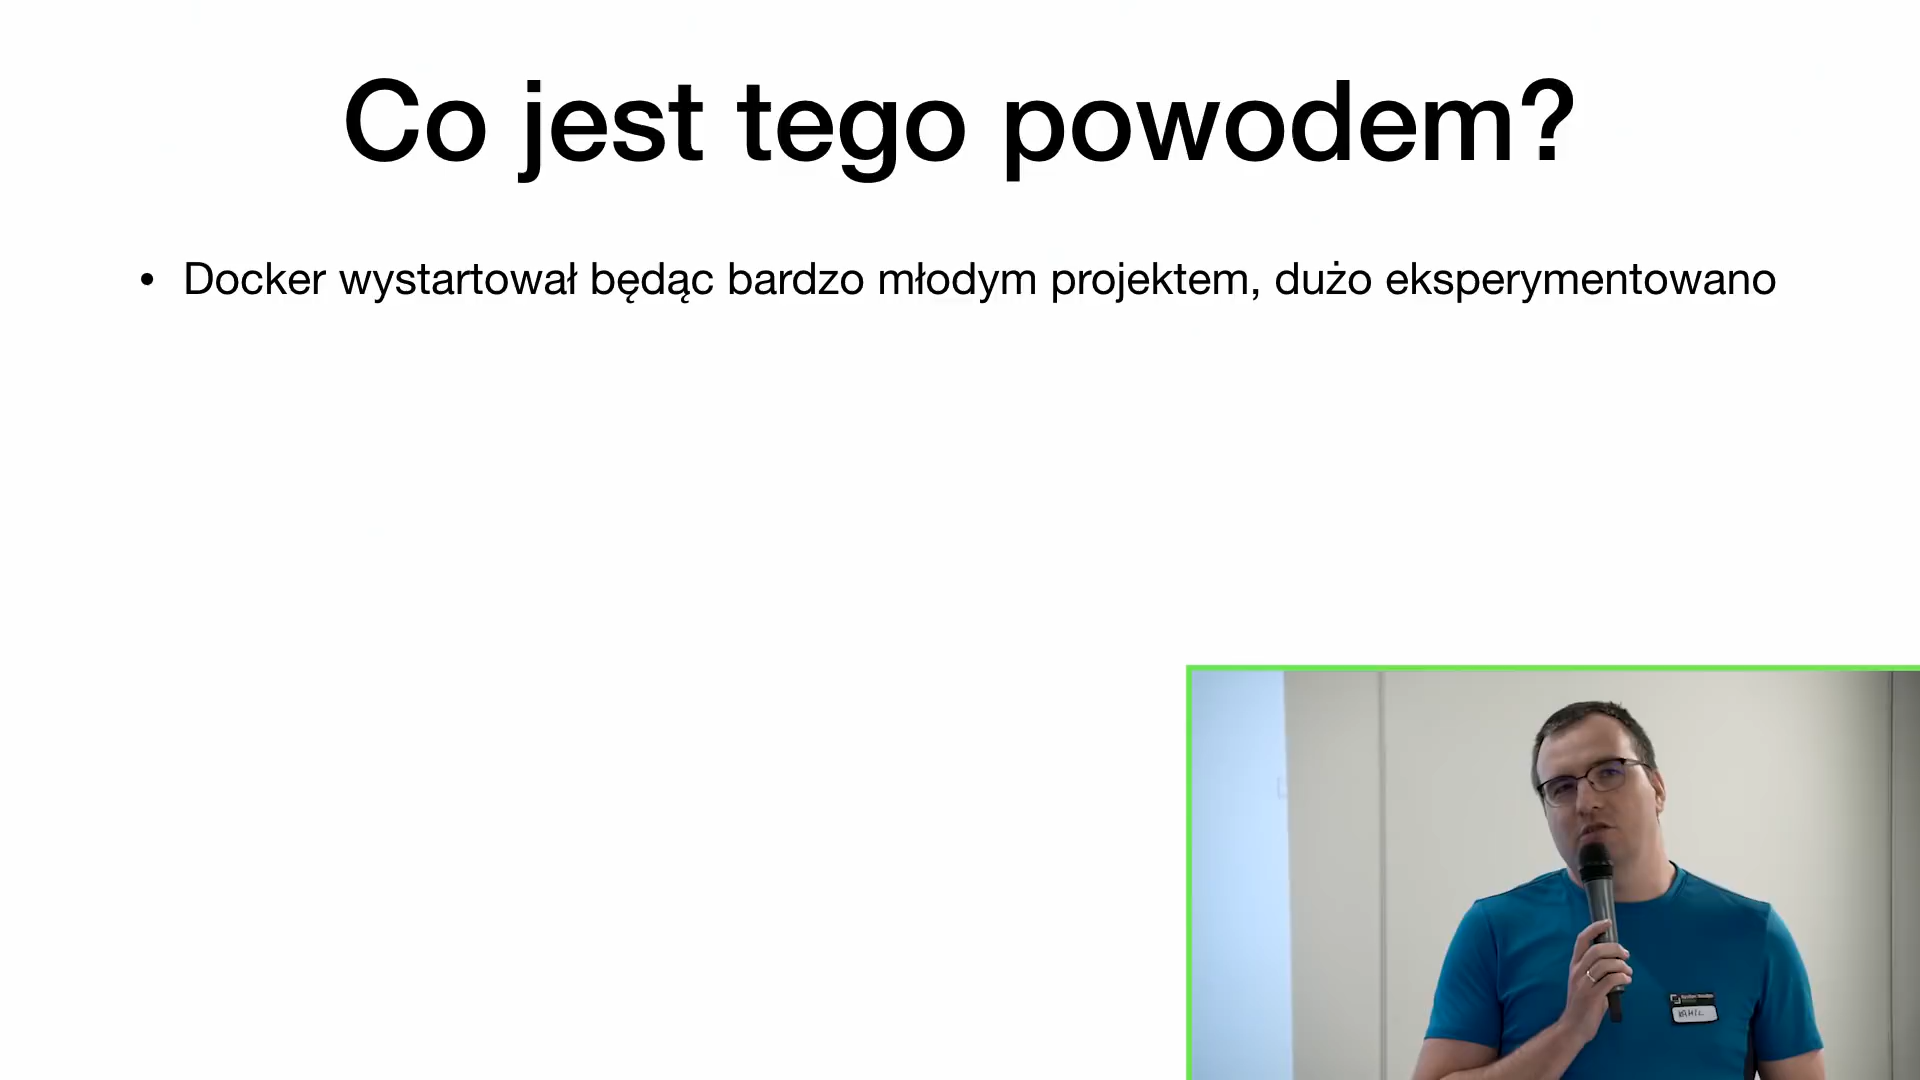 Co jest tego powodem?
• Docker wystartował będąc bardzo młodym projektem, dużo eksperymentowano